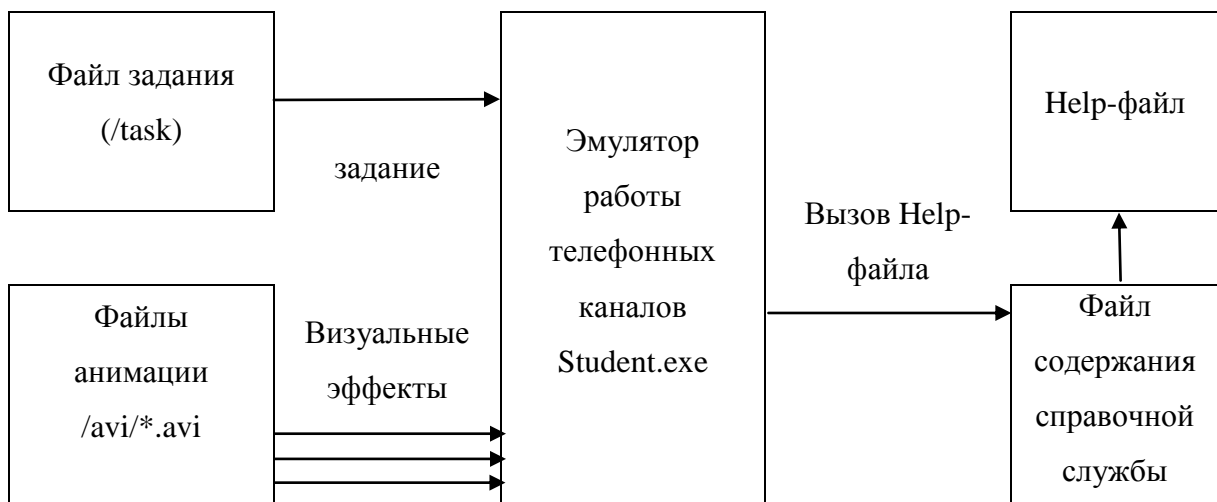 Файл задания
(/task)
задание
Файлы
анимации
/avi/*.avi
Визуальные
эффекты
Эмулятор
работы
телефонных
каналов
Student.exe
Вызов Help-
файла
Help-файл
Файл
содержания
справочной
службы